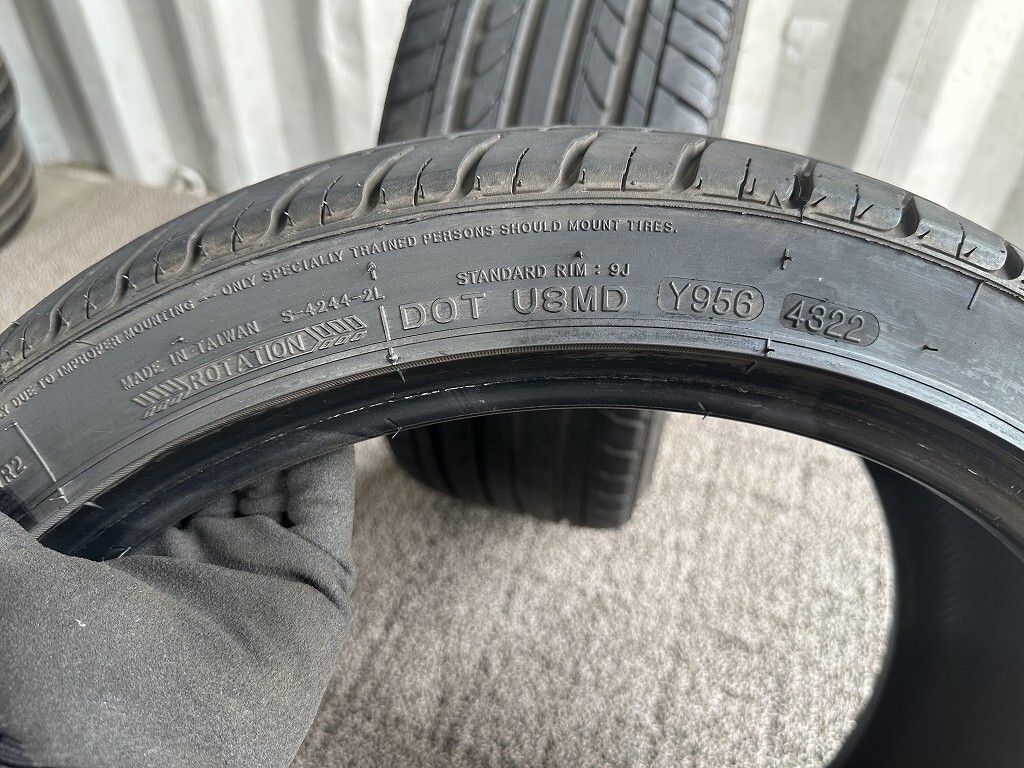 DUE TO IMPROPER MOUNTING -- ONLY SPECIALLY TRAINED PERSONS SHOULD MOUNT TIRES.
STANDARD RIM : 9J
MADE IN TAIWAN S-4244-2L
ROTATION
DOT U8MD Y956 4322
R2